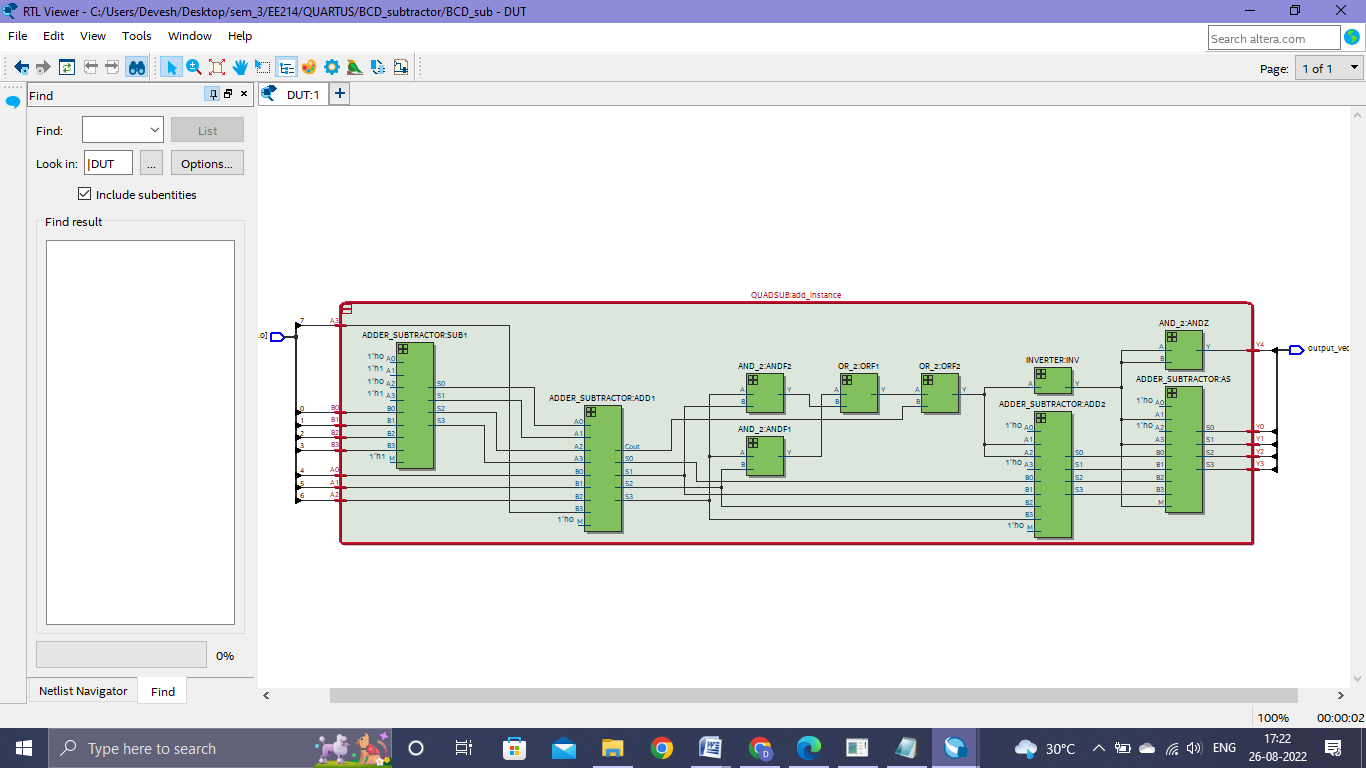 RTL Viewer - C:/Users/Devesh/Desktop/sem_3/EE214/QUARTUS/BCD_subtractor/BCD_sub - DUT
File Edit View Tools Window Help
Search altera.com
Page: 1 of 1
Find
DUT:1
Find:
List
Look in: |DUT ... Options...
Include subentities
Find result
0%
Netlist Navigator Find
QUADSUB:add_instance
..0]
7 A3
0 B0
1 B1
2 B2
3 B3
4 A0
5 A1
6 A2
ADDER_SUBTRACTOR:SUB1
1'h0 A0
1'h1 A1
1'h0 A2 S0
1'h1 A3 S1
B0 S2
B1 S3
B2
B3
1'h1 M
ADDER_SUBTRACTOR:ADD1
A0
A1
A2 Cout
A3 S0
B0 S1
B1 S2
B2 S3
B3
1'h0 M
AND_2:ANDF2
A Y
B
AND_2:ANDF1
A Y
B
OR_2:ORF1
A Y
B
OR_2:ORF2
A Y
B
INVERTER:INV
A Y
ADDER_SUBTRACTOR:ADD2
1'h0 A0
A1
A2
1'h0 A3
B0 S0
B1 S1
B2 S2
B3 S3
1'h0 M
AND_2:ANDZ
A Y
B
ADDER_SUBTRACTOR:AS
1'h0 A0
A1
1'h0 A2 S0
A3 S1
B0 S2
B1 S3
B2
B3
M
Y4
Y0
Y1
Y2
Y3
output_vec
100% 00:00:02
Type here to search
30°C
ENG
17:22
26-08-2022